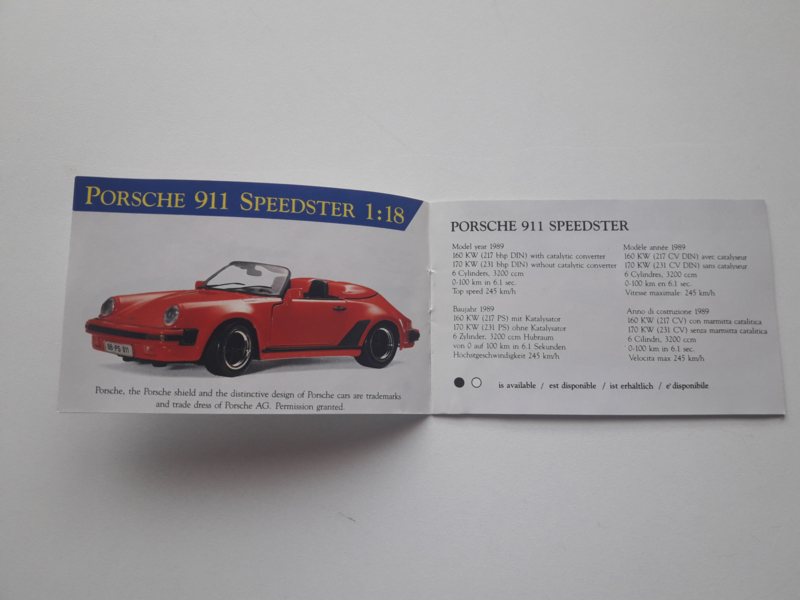 PORSCHE 911 SPEEDSTER 1:18
Porsche, the Porsche shield and the distinctive design of Porsche cars are trademarks
and trade dress of Porsche AG. Permission granted.
PORSCHE 911 SPEEDSTER
Model year 1989
160 KW (217 bhp DIN) with catalytic converter
170 KW (231 bhp DIN) without catalytic converter
6 Cylinders, 3200 ccm
0-100 km in 6.1 sec.
Top speed 245 km/h
Modèle année 1989
160 KW (217 CV DIN) avec catalyseur
170 KW (231 CV DIN) sans catalyseur
6 Cylindres, 3200 ccm
0-100 km en 6.1 sec.
Vitesse maximale: 245 km/h
Baujahr 1989
160 KW (217 PS) mit Katalysator
170 KW (231 PS) ohne Katalysator
6 Zylinder, 3200 ccm Hubraum
von 0 auf 100 km in 6.1 Sekunden
Höchstgeschwindigkeit 245 km/h
Anno di costruzione 1989
160 KW (217 CV) con marmitta catalitica
170 KW (231 CV) senza marmitta catalitica
6 Cilindri, 3200 ccm
0-100 km in 6.1 sec.
Velocita max 245 km/h
is available / est disponible / ist erhältlich / e' disponibile